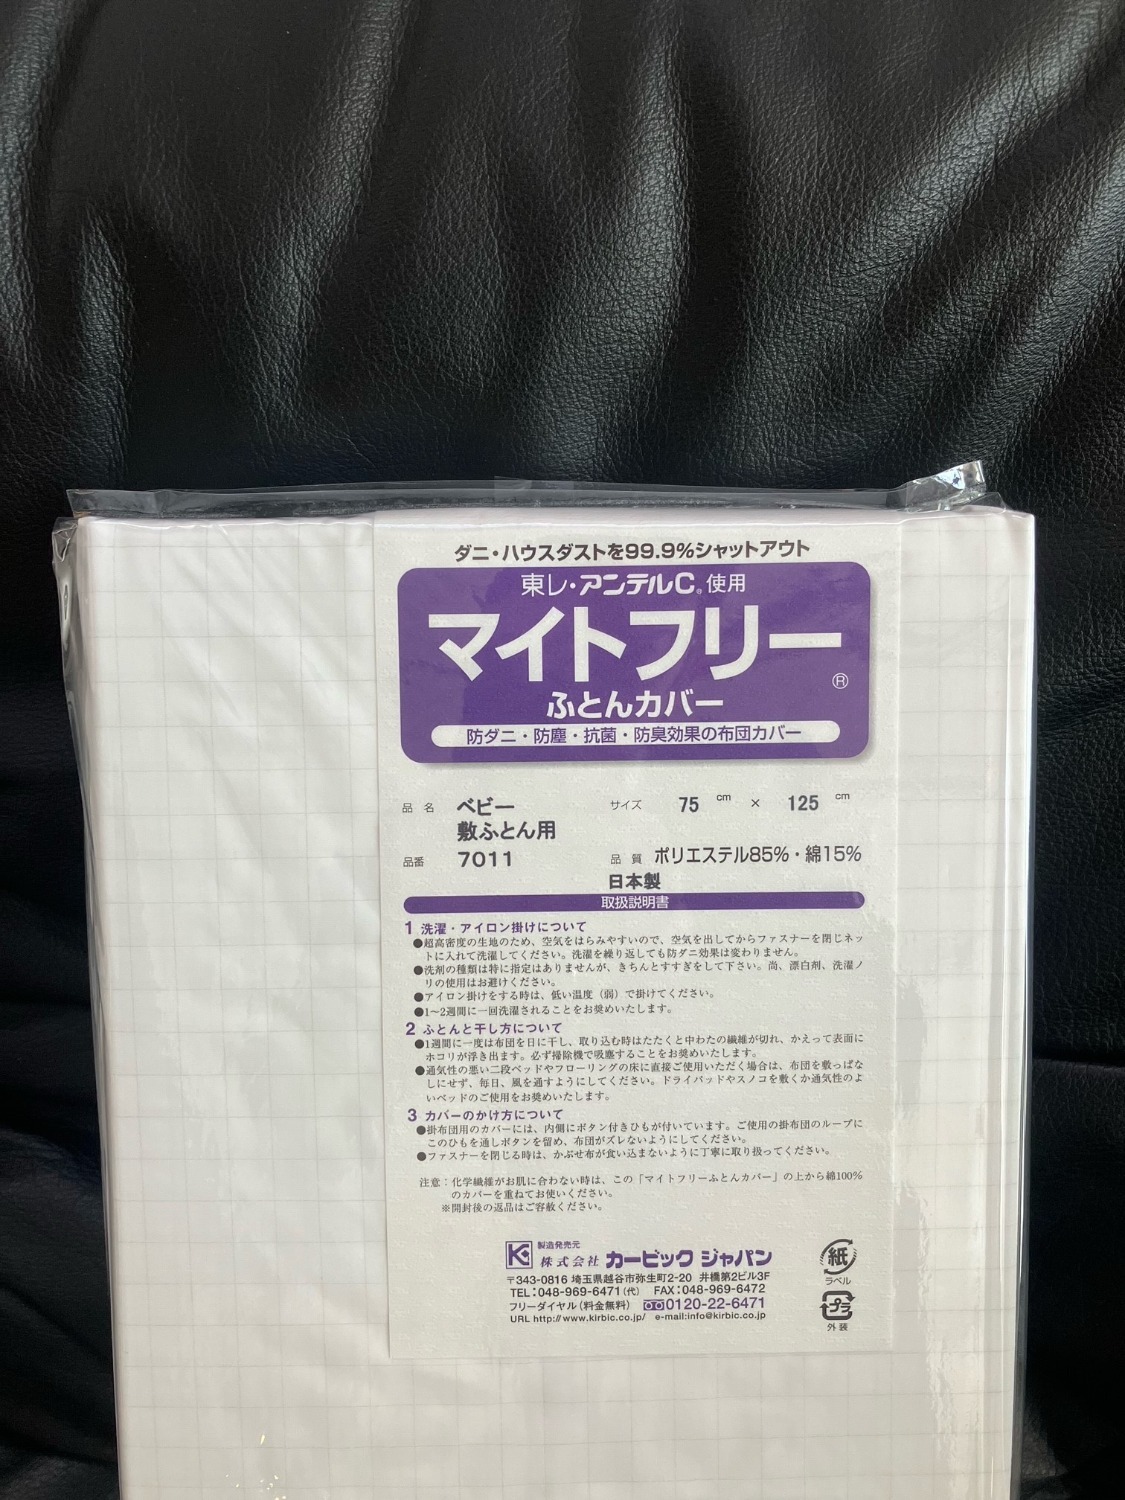 ダニ・ハウスダストを99.9%シャットアウト
東レ・アンテルC®使用
マイトフリー®
ふとんカバー
防ダニ・防塵・抗菌・防臭効果の布団カバー
品名 ベビー 敷ふとん用 サイズ 75cm × 125cm
品番 7011 品質 ポリエステル85%・綿15%
日本製
取扱説明書
1 洗濯・アイロン掛けについて
●超高密度の生地のため、空気をはらみやすいので、空気を出してからファスナーを閉じネッ
トに入れて洗濯してください。洗濯を繰り返しても防ダニ効果は変わりません。
●洗剤の種類は特に指定はありませんが、きちんとすすぎをして下さい。尚、漂白剤、洗濯ノ
リの使用はお避けください。
●アイロン掛けをする時は、低い温度(弱)で掛けてください。
●1~2週間に一回洗濯されることをお奨めいたします。
2 ふとんと干し方について
●1週間に一度は布団を日に干し、取り込む時はたたくと中わたの繊維が切れ、かえって表面に
ホコリが浮き出ます。必ず掃除機で吸塵することをお奨めいたします。
●通気性の悪い二段ベッドやフローリングの床に直接ご使用いただく場合は、布団を敷っぱな
しにせず、毎日、風を通すようにしてください。ドライパッドやスノコを敷くか通気性のよ
いベッドのご使用をお奨めいたします。
3 カバーのかけ方について
●掛布団用のカバーには、内側にボタン付きひもが付いています。ご使用の掛布団のループに
このひもを通しボタンを留め、布団がズレないようにしてください。
●ファスナーを閉じる時は、かぶせ布が食い込まないように丁寧に取り扱ってください。
注意:化学繊維がお肌に合わない時は、この「マイトフリーふとんカバー」の上から綿100%
のカバーを重ねてお使いください。
※開封後の返品はご容赦ください。
製造発売元
株式会社 カービック ジャパン
〒343-0816 埼玉県越谷市弥生町2-20 井橋第2ビル3F
TEL:048-969-6471(代) FAX:048-969-6472
フリーダイヤル(料金無料) 0120-22-6471
URL http://www.kirbic.co.jp/ e-mail:info@kirbic.co.jp
紙
ラベル
プラ
外装